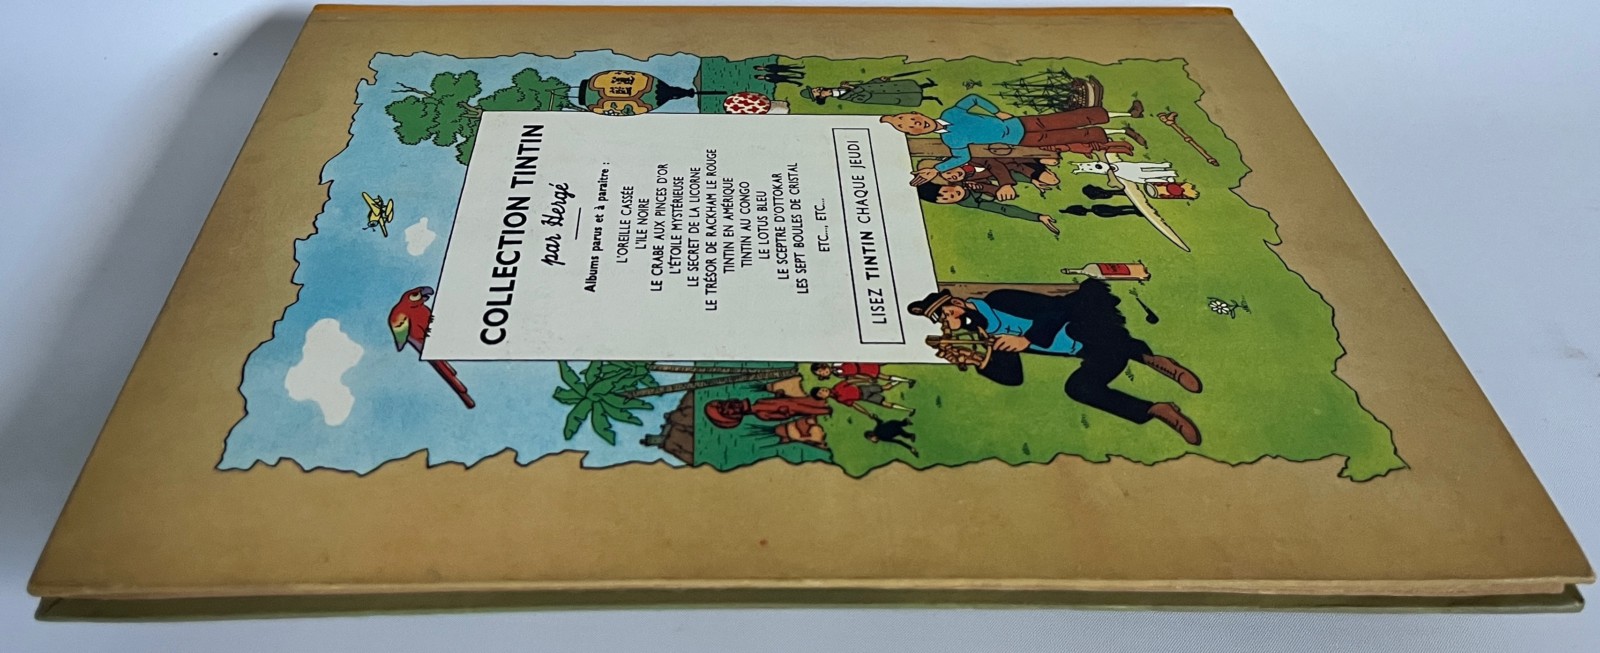 COLLECTION TINTIN
par Hergé
Albums parus et à paraître :
L'OREILLE CASSÉE
L'ILE NOIRE
LE CRABE AUX PINCES D'OR
L'ÉTOILE MYSTÉRIEUSE
LE SECRET DE LA LICORNE
LE TRÉSOR DE RACKHAM LE ROUGE
TINTIN EN AMÉRIQUE
TINTIN AU CONGO
LE LOTUS BLEU
LE SCEPTRE D'OTTOKAR
LES SEPT BOULES DE CRISTAL
ETC..., ETC...
LISEZ TINTIN CHAQUE JEUDI